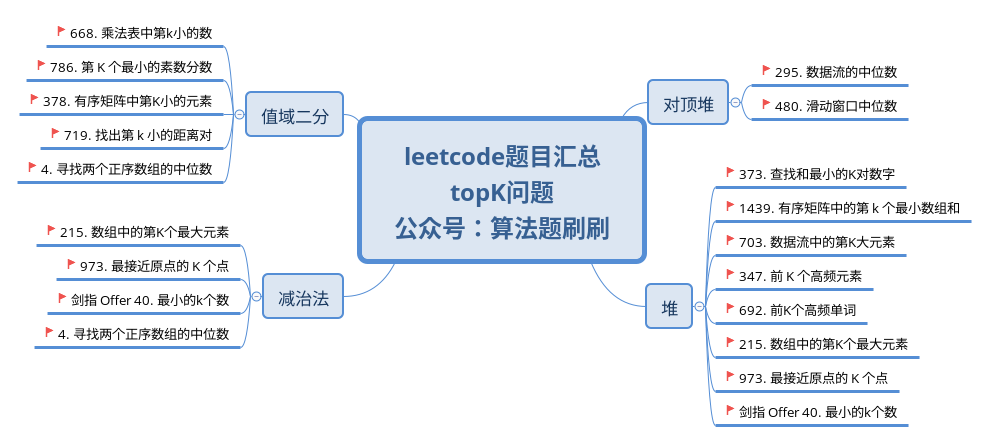 leetcode题目汇总
topK问题
公众号：算法题刷刷
值域二分
668. 乘法表中第k小的数
786. 第 K 个最小的素数分数
378. 有序矩阵中第K小的元素
719. 找出第 k 小的距离对
4. 寻找两个正序数组的中位数
减治法
215. 数组中的第K个最大元素
973. 最接近原点的 K 个点
剑指 Offer 40. 最小的k个数
4. 寻找两个正序数组的中位数
对顶堆
295. 数据流的中位数
480. 滑动窗口中位数
堆
373. 查找和最小的K对数字
1439. 有序矩阵中的第 k 个最小数组和
703. 数据流中的第K大元素
347. 前 K 个高频元素
692. 前K个高频单词
215. 数组中的第K个最大元素
973. 最接近原点的 K 个点
剑指 Offer 40. 最小的k个数